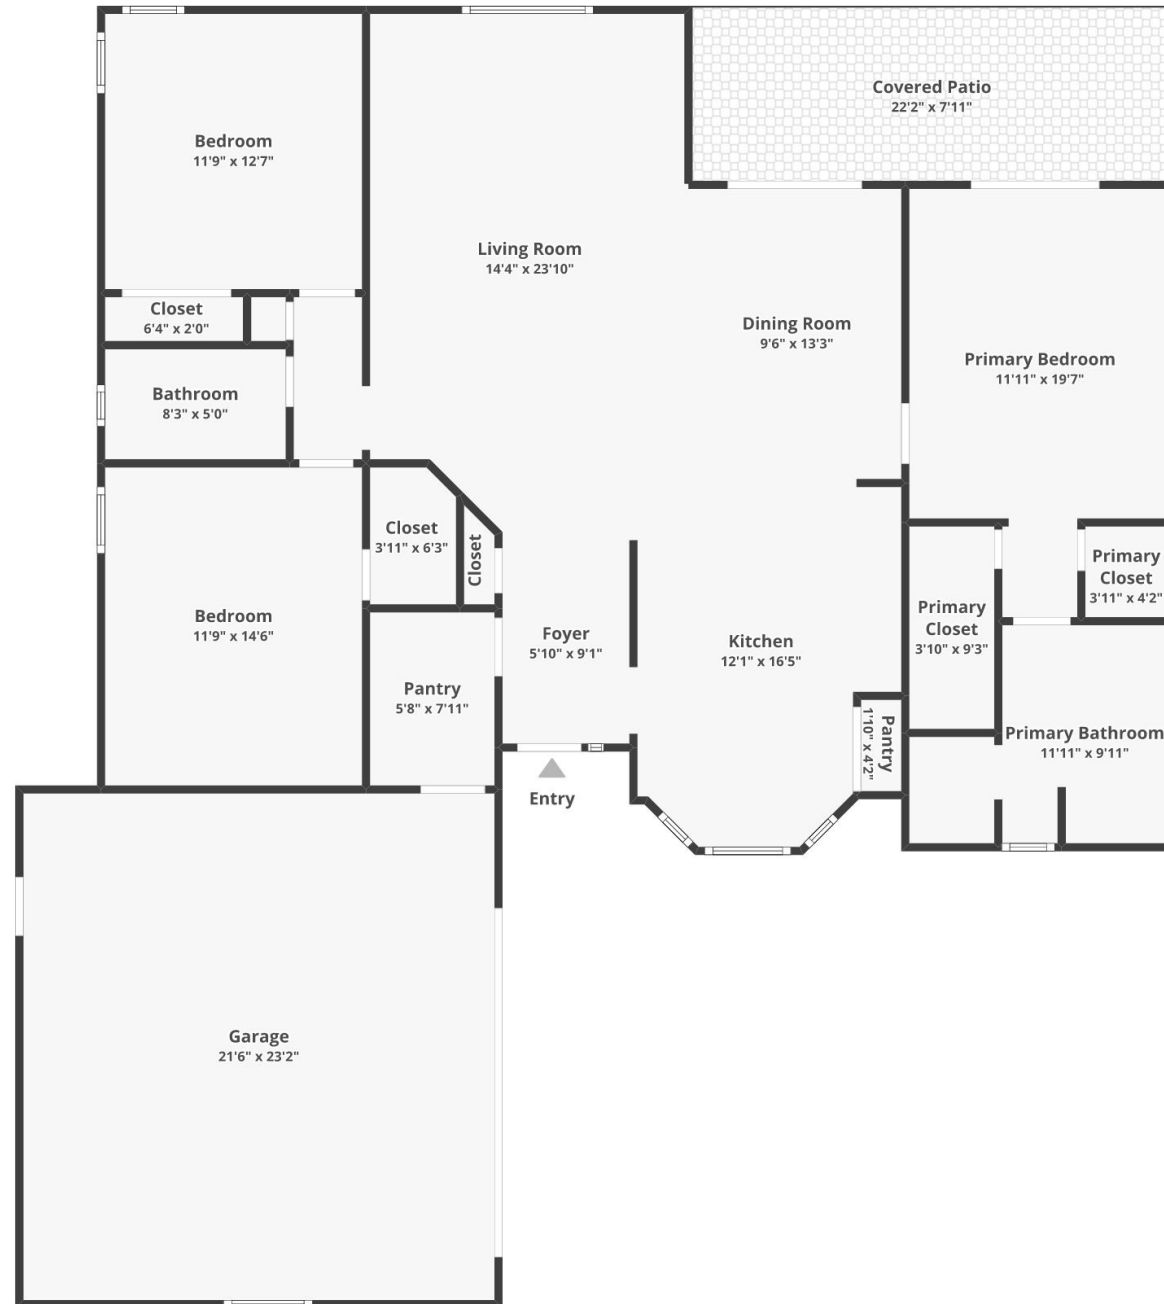 Covered Patio
22'2" x 7'11"
Bedroom
11'9" x 12'7"
Living Room
14'4" x 23'10"
Closet
6'4" x 2'0"
Dining Room
9'6" x 13'3"
Primary Bedroom
11'11" x 19'7"
Bathroom
8'3" x 5'0"
Closet
3'11" x 6'3"
Closet
Primary
Closet
3'11" x 4'2"
Bedroom
11'9" x 14'6"
Foyer
5'10" x 9'1"
Kitchen
12'1" x 16'5"
Primary
Closet
3'10" x 9'3"
Pantry
5'8" x 7'11"
Pantry
1'10" x 4'2"
Primary Bathroom
11'11" x 9'11"
Entry
Garage
21'6" x 23'2"